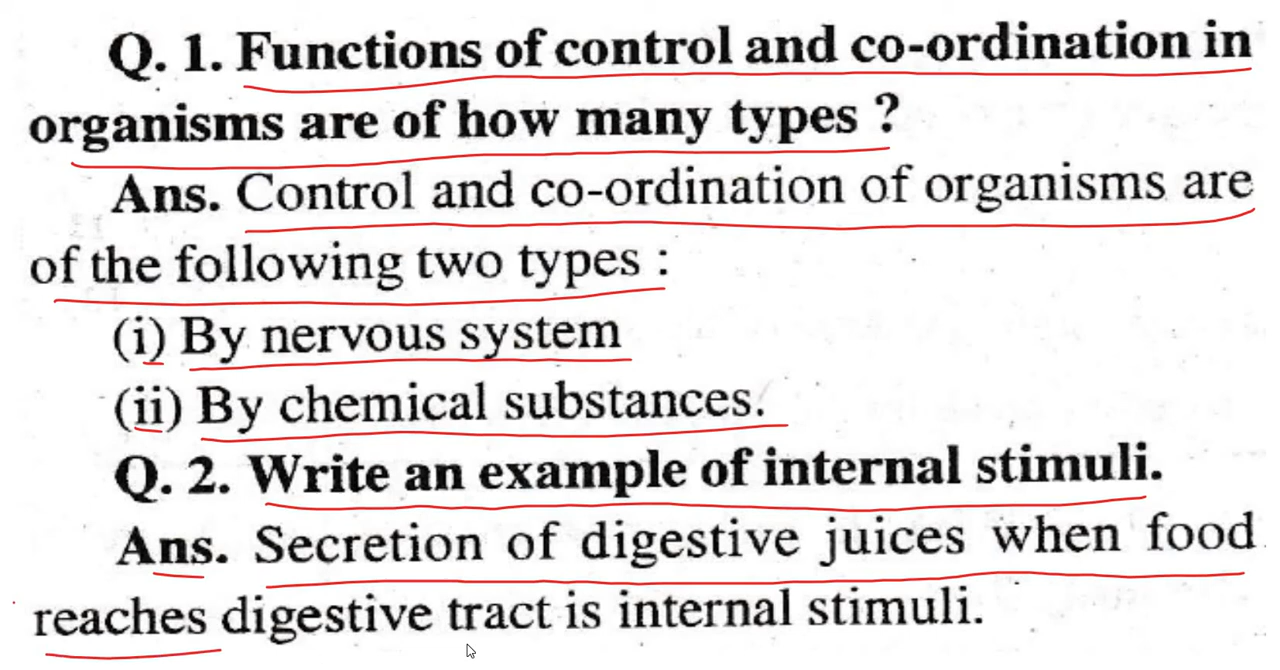 Q. 1. Functions of control and co-ordination in
organisms are of how many types ?
Ans. Control and co-ordination of organisms are
of the following two types :
(i) By nervous system
(ii) By chemical substances.
Q. 2. Write an example of internal stimuli.
Ans. Secretion of digestive juices when food
reaches digestive tract is internal stimuli.